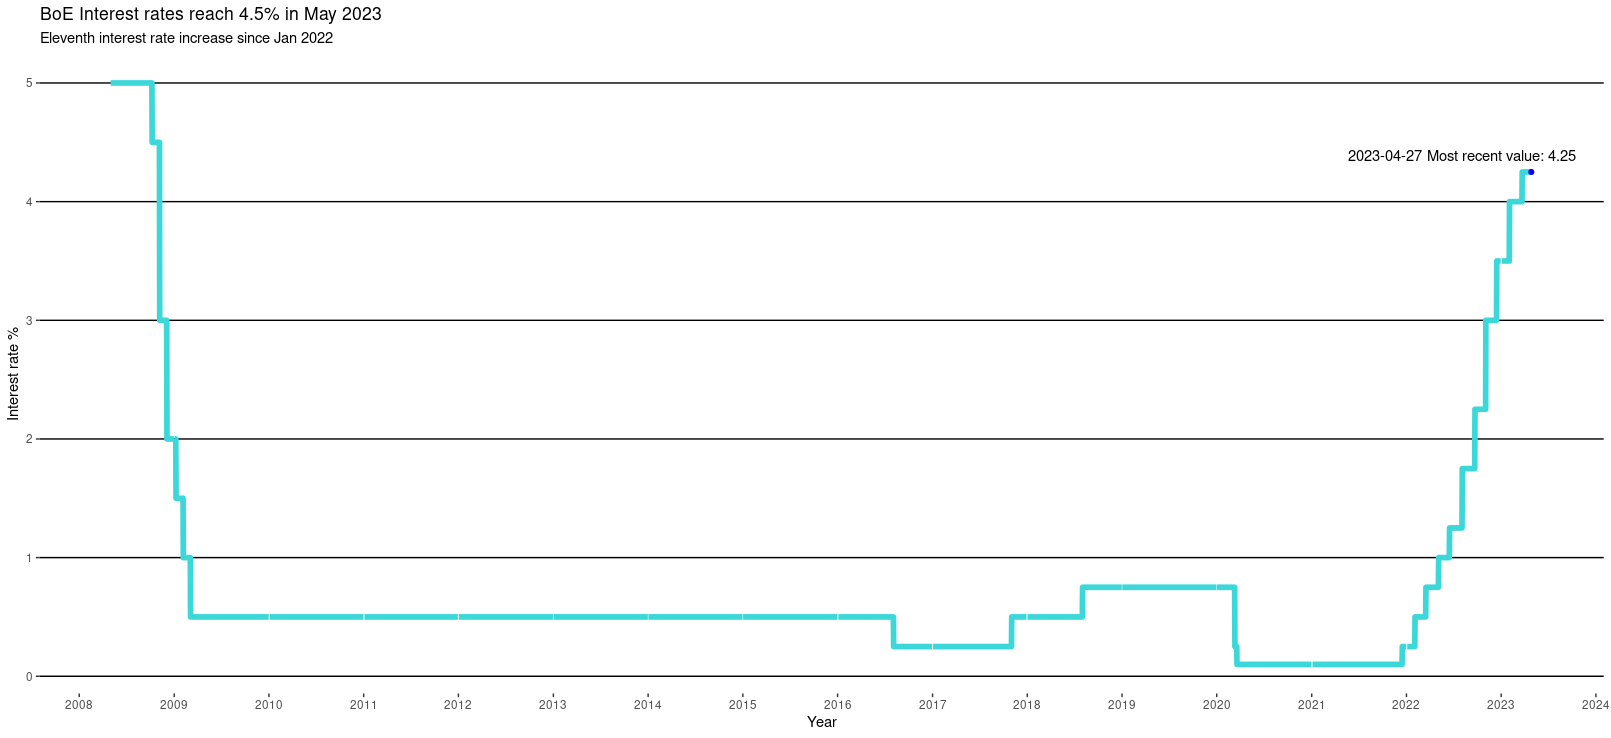 BoE Interest rates reach 4.5% in May 2023
Eleventh interest rate increase since Jan 2022
5
2023-04-27 Most recent value: 4.25
4
3
Interest rate %
2
1
0
2008 2009 2010 2011 2012 2013 2014 2015 2016 2017 2018 2019 2020 2021 2022 2023 2024
Year